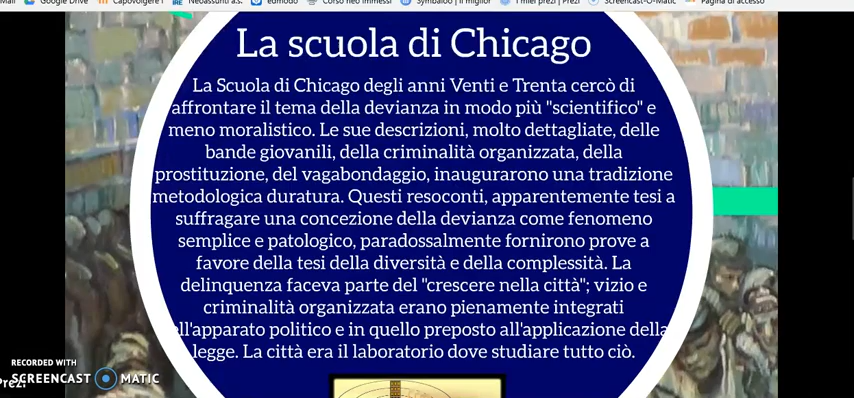 Google Drive
Capovolgere i
Neoassunti a.s.
edmodo
Corso neo immessi
Symbaloo | Il miglior
I miei prezi | Prezi
Screencast-O-Matic
Pagina di accesso
La scuola di Chicago
La Scuola di Chicago degli anni Venti e Trenta cercò di
affrontare il tema della devianza in modo più "scientifico" e
meno moralistico. Le sue descrizioni, molto dettagliate, delle
bande giovanili, della criminalità organizzata, della
prostituzione, del vagabondaggio, inaugurarono una tradizione
metodologica duratura. Questi resoconti, apparentemente tesi a
suffragare una concezione della devianza come fenomeno
semplice e patologico, paradossalmente fornirono prove a
favore della tesi della diversità e della complessità. La
delinquenza faceva parte del "crescere nella città"; vizio e
criminalità organizzata erano pienamente integrati
ell'apparato politico e in quello preposto all'applicazione della
legge. La città era il laboratorio dove studiare tutto ciò.
RECORDED WITH
SCREENCAST MATIC